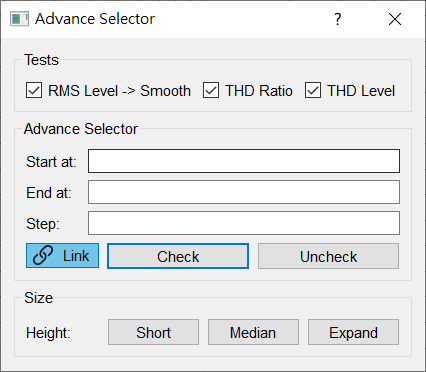 Advance Selector
?
Tests
RMS Level -> Smooth THD Ratio THD Level
Advance Selector
Start at:
End at:
Step:
Link Check Uncheck
Size
Height: Short Median Expand